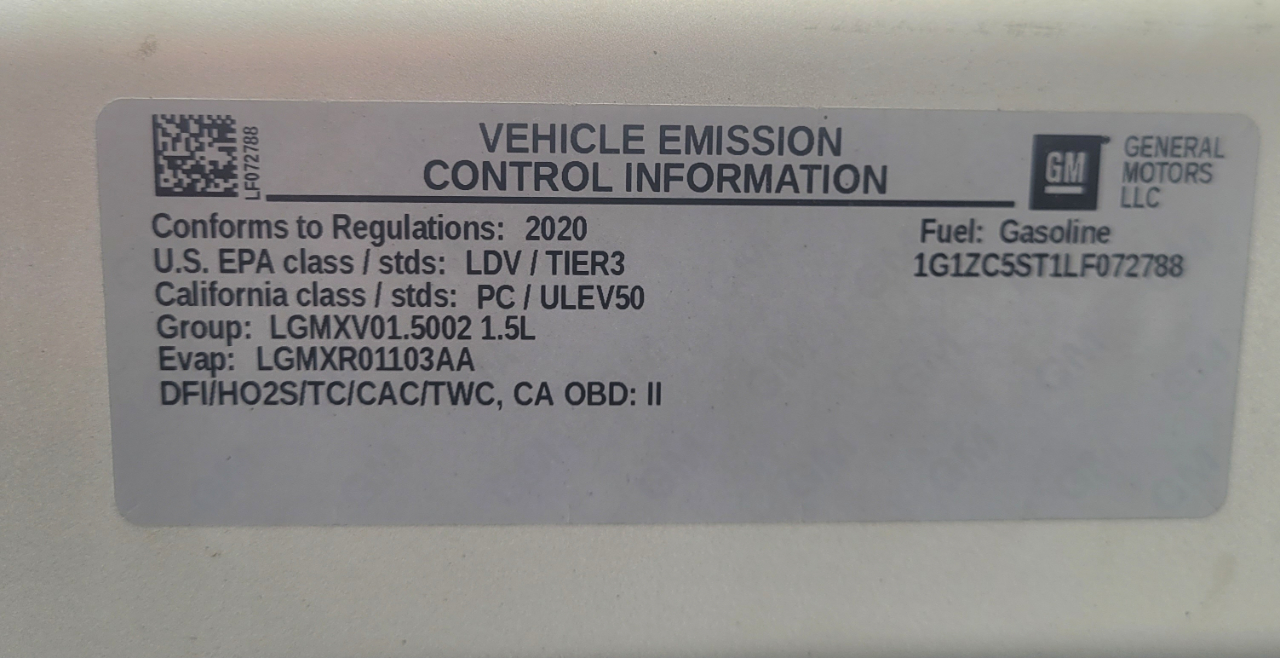 LF072788
VEHICLE EMISSION
CONTROL INFORMATION
GM
GENERAL
MOTORS
LLC
Conforms to Regulations: 2020
Fuel: Gasoline
U.S. EPA class / stds: LDV / TIER3
1G1ZC5ST1LF072788
California class / stds: PC / ULEV50
Group: LGMXV01.5002 1.5L
Evap: LGMXR01103AA
DFI/HO2S/TC/CAC/TWC, CA OBD: II